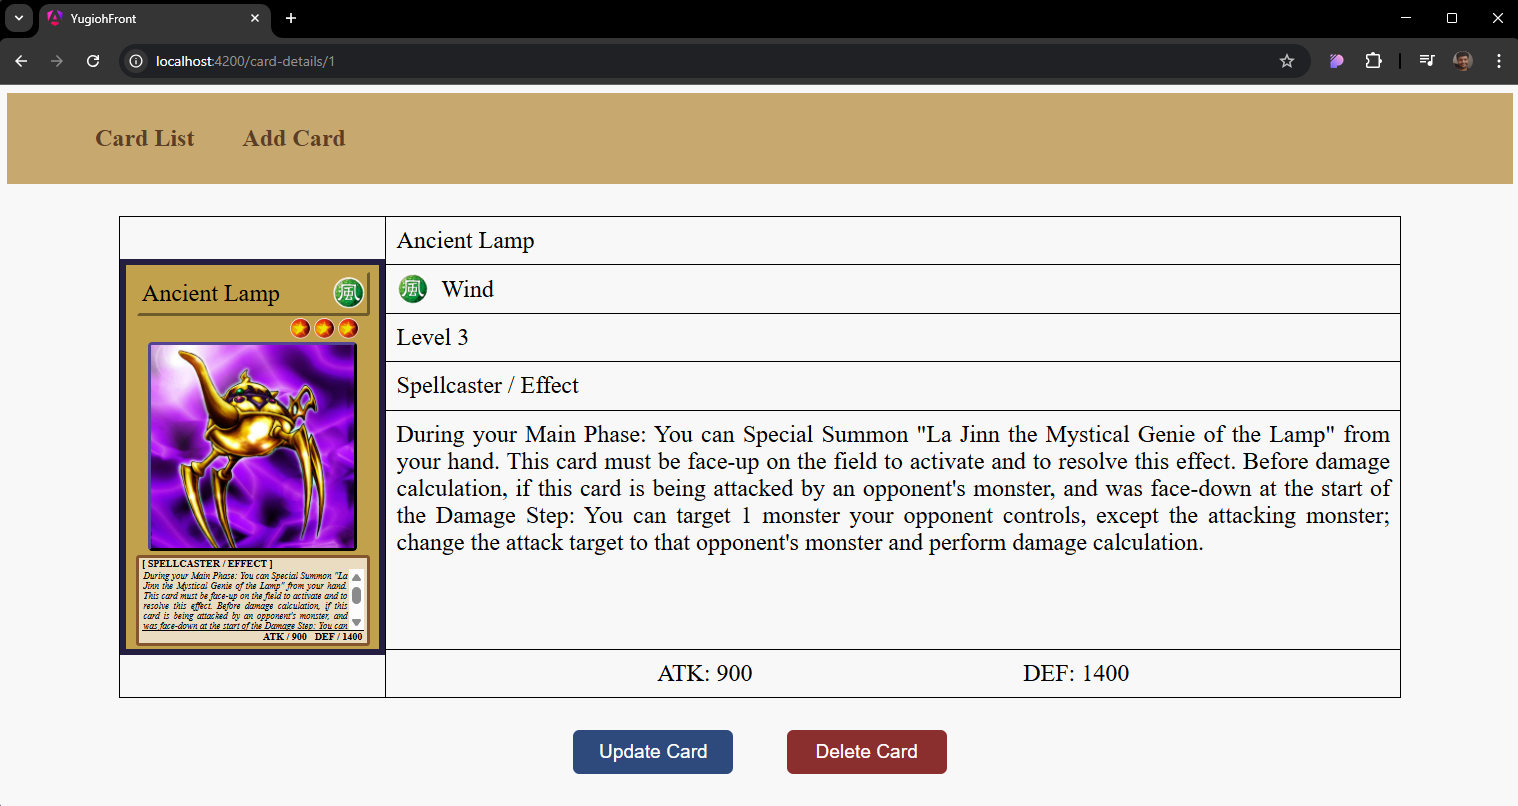 YugiohFront
localhost:4200/card-details/1
Card List Add Card
Ancient Lamp
風
[ SPELLCASTER / EFFECT ]
During your Main Phase: You can Special Summon "La
Jinn the Mystical Genie of the Lamp" from your hand.
This card must be face-up on the field to activate and to
resolve this effect. Before damage calculation, if this
card is being attacked by an opponent's monster, and
was face-down at the start of the Damage Step: You can
ATK / 900 DEF / 1400
Ancient Lamp
風 Wind
Level 3
Spellcaster / Effect
During your Main Phase: You can Special Summon "La Jinn the Mystical Genie of the Lamp" from
your hand. This card must be face-up on the field to activate and to resolve this effect. Before damage
calculation, if this card is being attacked by an opponent's monster, and was face-down at the start of
the Damage Step: You can target 1 monster your opponent controls, except the attacking monster;
change the attack target to that opponent's monster and perform damage calculation.
ATK: 900 DEF: 1400
Update Card Delete Card